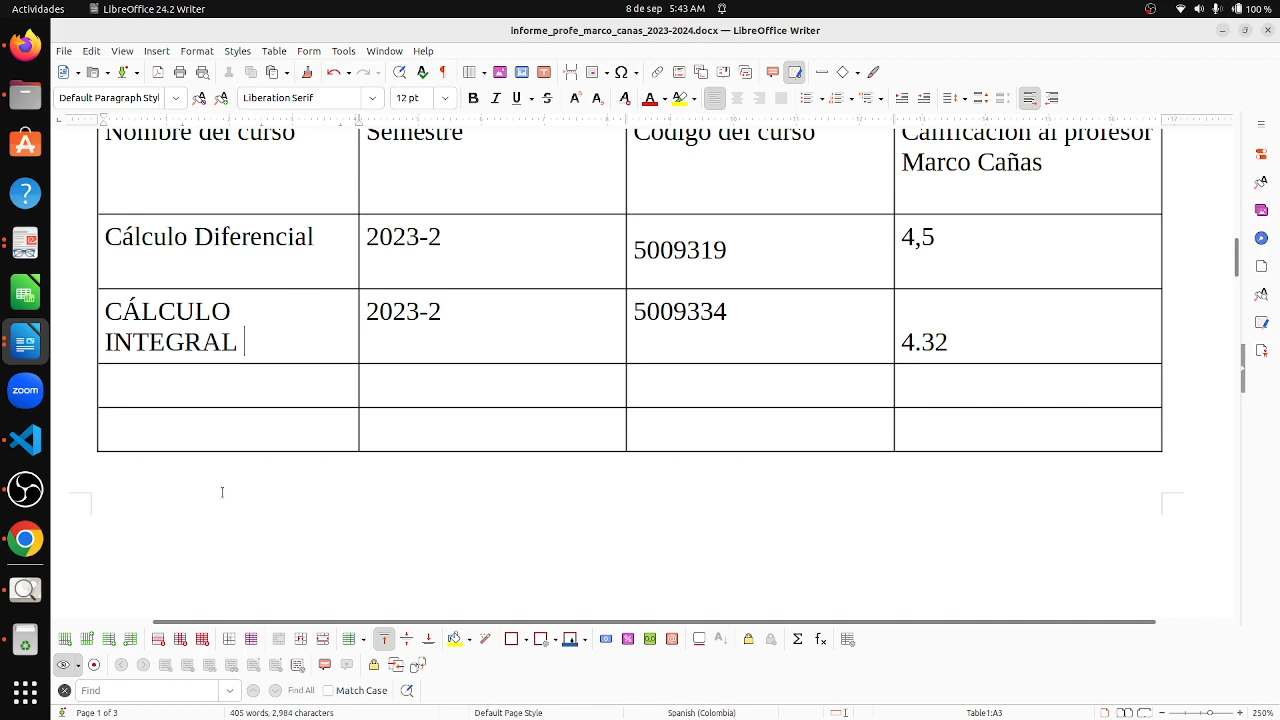 Actividades LibreOffice 24.2 Writer 8 de sep 5:43 AM 100 %
informe_profe_marco_canas_2023-2024.docx — LibreOffice Writer
File Edit View Insert Format Styles Table Form Tools Window Help
Default Paragraph Styl Liberation Serif 12 pt
Nombre del curso Semestre Código del curso Calificación al profesor
Marco Cañas
Cálculo Diferencial 2023-2 5009319 4,5
CÁLCULO 2023-2 5009334
INTEGRAL 4.32
zoom
Find Find All Match Case
Page 1 of 3 405 words, 2,984 characters Default Page Style Spanish (Colombia) Table1:A3 250%